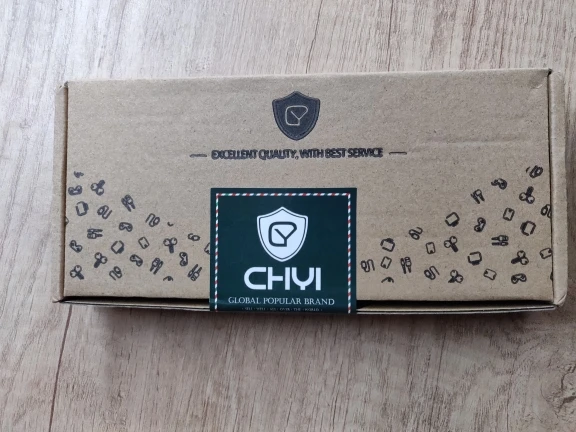 EXCELLENT QUALITY, WITH BEST SERVICE
CHYI
GLOBAL POPULAR BRAND